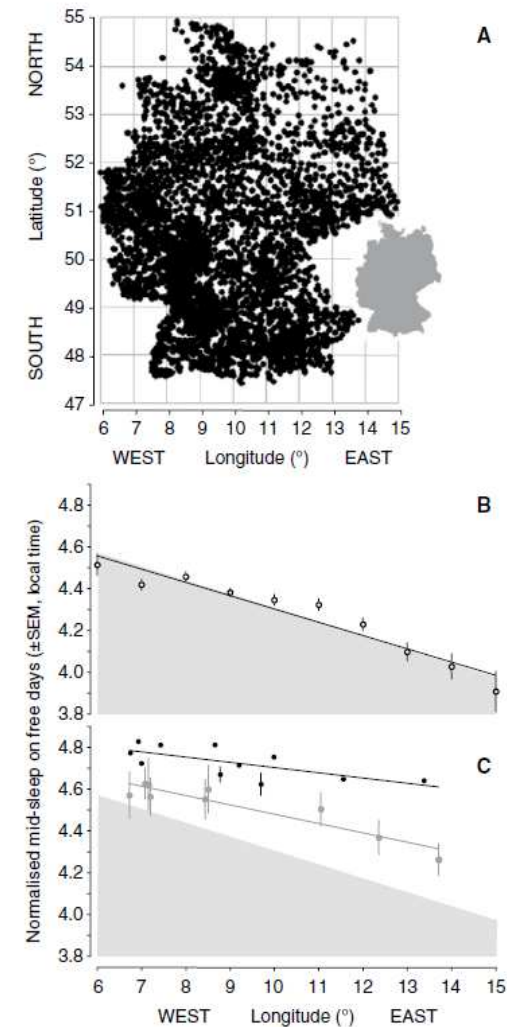 A
55
54
53
52
51
50
49
48
47
NORTH
Latitude (°)
SOUTH
6 7 8 9 10 11 12 13 14 15
WEST Longitude (°) EAST
B
4.8
4.6
4.4
4.2
4.0
3.8
Normalised mid-sleep on free days (±SEM, local time)
C
4.8
4.6
4.4
4.2
4.0
3.8
6 7 8 9 10 11 12 13 14 15
WEST Longitude (°) EAST